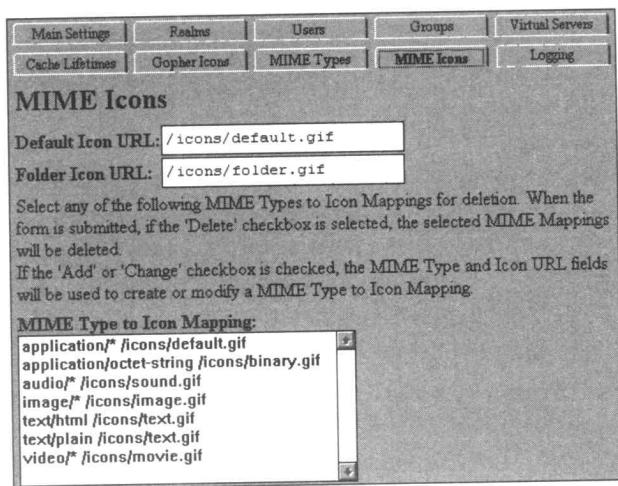 Main Settings Realms Users Groups Virtual Servers
Cache Lifetimes Gopher Icons MIME Types MIME Icons Logging
MIME Icons
Default Icon URL: /icons/default.gif
Folder Icon URL: /icons/folder.gif
Select any of the following MIME Types to Icon Mappings for deletion. When the
form is submitted, if the 'Delete' checkbox is selected, the selected MIME Mappings
will be deleted.
If the 'Add' or 'Change' checkbox is checked, the MIME Type and Icon URL fields
will be used to create or modify a MIME Type to Icon Mapping.
MIME Type to Icon Mapping:
application/* /icons/default.gif
application/octet-string /icons/binary.gif
audio/* /icons/sound.gif
image/* /icons/image.gif
text/html /icons/text.gif
text/plain /icons/text.gif
video/* /icons/movie.gif